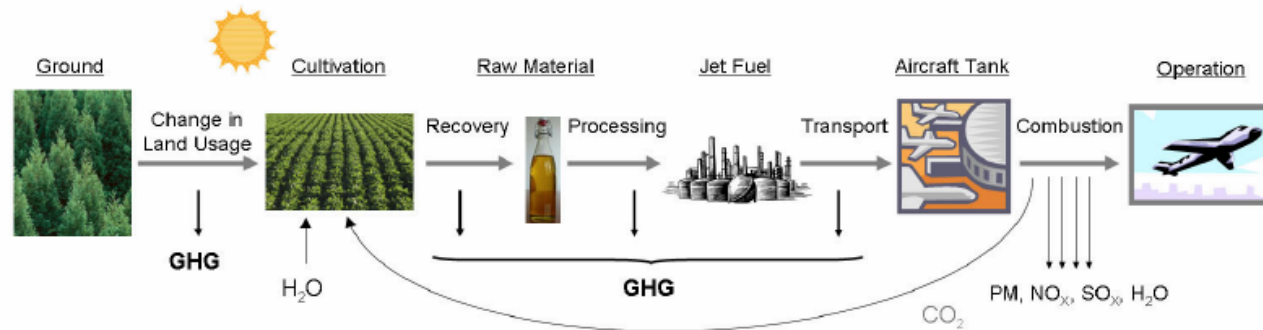 Ground
Cultivation
Raw Material
Jet Fuel
Aircraft Tank
Operation
Change in
Land Usage
Recovery
Processing
Transport
Combustion
GHG
H₂O
GHG
CO₂
PM, NOₓ, SOₓ, H₂O